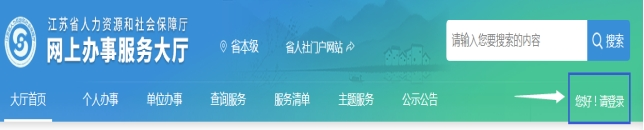 江苏省人力资源和社会保障厅
网上办事服务大厅
省本级 省人社门户网站
请输入您要搜索的内容 搜索
大厅首页 个人办事 单位办事 查询服务 服务清单 主题服务 公示公告 您好！请登录